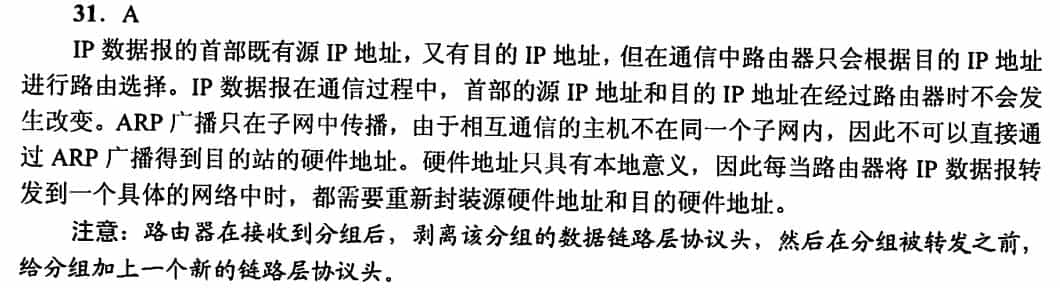 31. A
IP 数据报的首部既有源 IP 地址，又有目的 IP 地址，但在通信中路由器只会根据目的 IP 地址
进行路由选择。IP 数据报在通信过程中，首部的源 IP 地址和目的 IP 地址在经过路由器时不会发
生改变。ARP 广播只在子网中传播，由于相互通信的主机不在同一个子网内，因此不可以直接通
过 ARP 广播得到目的站的硬件地址。硬件地址只具有本地意义，因此每当路由器将 IP 数据报转
发到一个具体的网络中时，都需要重新封装源硬件地址和目的硬件地址。
注意：路由器在接收到分组后，剥离该分组的数据链路层协议头，然后在分组被转发之前，
给分组加上一个新的链路层协议头。